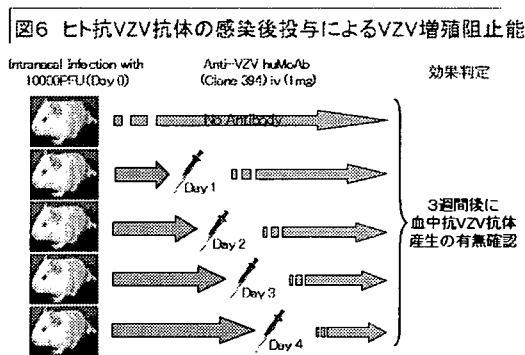 図6 ヒト抗VZV抗体の感染後投与によるVZV増殖阻止能
Intranasal infection with
10000PFU(Day 0)
Anti-VZV huMoAb
(Clone 394) iv (1mg)
効果判定
No Antibody
Day 1
Day 2
Day 3
Day 4
3週間後に
血中抗VZV抗体
産生の有無確認